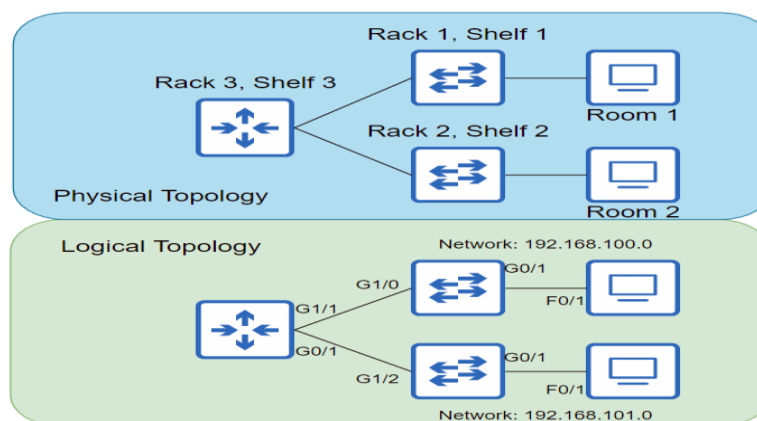 Rack 1, Shelf 1
Rack 3, Shelf 3
Room 1
Rack 2, Shelf 2
Physical Topology
Room 2
Logical Topology
Network: 192.168.100.0
G0/1
G1/0
F0/1
G1/1
G0/1
G0/1
G1/2
F0/1
Network: 192.168.101.0